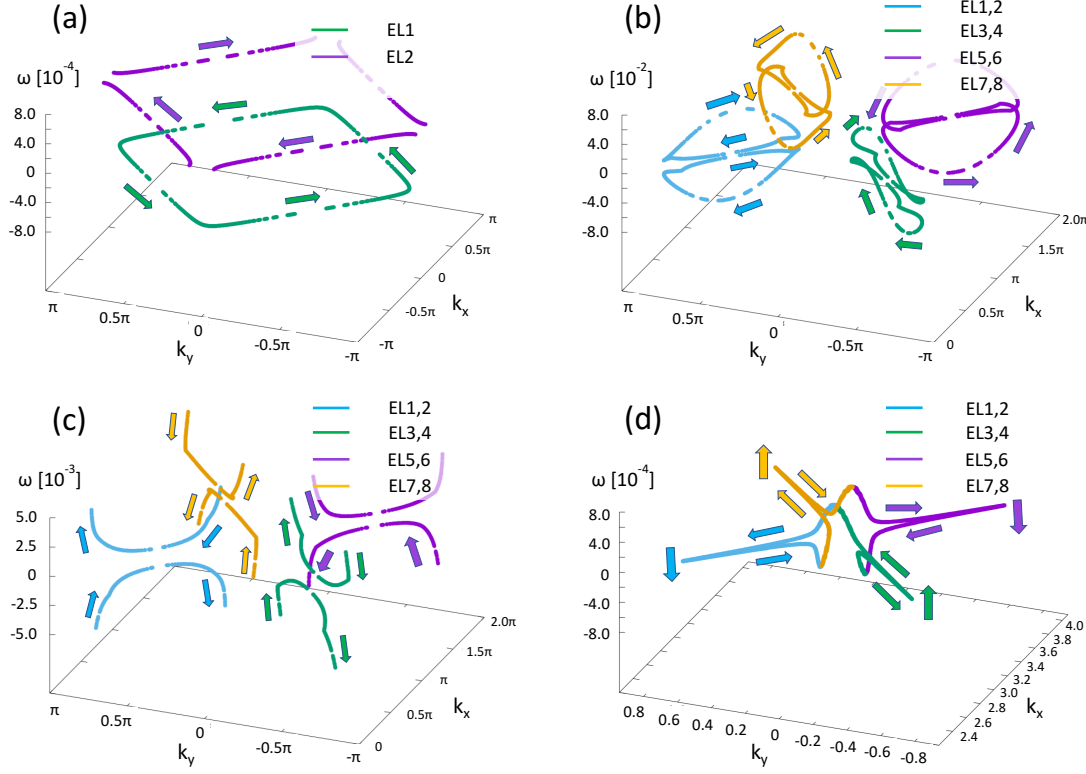 (a)
EL1
EL2
ω [10⁻⁴]
8.0
4.0
0
-4.0
-8.0
π
0.5π
0
-0.5π
-π
k_y
π
0.5π
0
-0.5π
-π
k_x
(b)
EL1,2
EL3,4
EL5,6
EL7,8
ω [10⁻²]
8.0
4.0
0
-4.0
-8.0
π
0.5π
0
-0.5π
-π
k_y
2.0π
1.5π
π
0.5π
0
k_x
(c)
EL1,2
EL3,4
EL5,6
EL7,8
ω [10⁻³]
5.0
2.5
0
-2.5
-5.0
π
0.5π
0
-0.5π
-π
k_y
2.0π
1.5π
π
0.5π
0
k_x
(d)
EL1,2
EL3,4
EL5,6
EL7,8
ω [10⁻⁴]
8.0
4.0
0
-4.0
-8.0
0.8
0.6
0.4
0.2
0
-0.2
-0.4
-0.6
-0.8
k_y
4.0
3.8
3.6
3.4
3.2
3.0
2.8
2.6
2.4
k_x